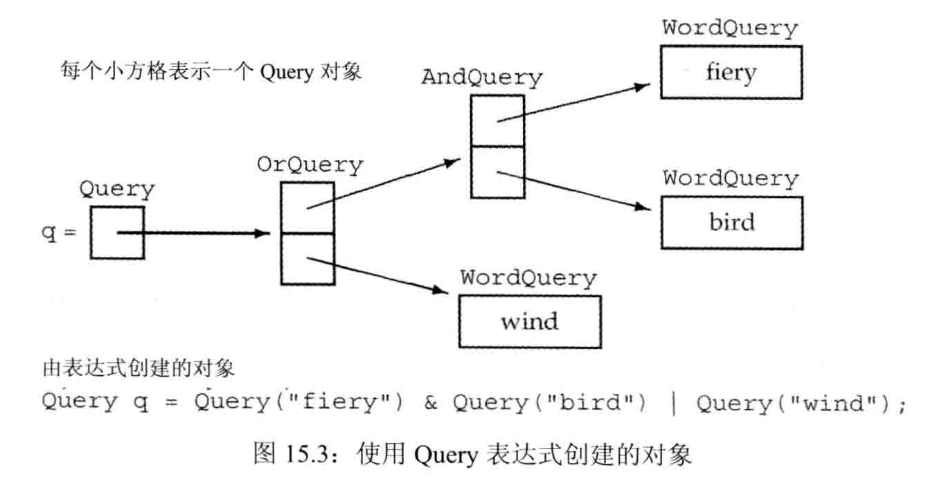 WordQuery
每个小方格表示一个 Query 对象
fiery
AndQuery
OrQuery
WordQuery
Query
bird
q =
WordQuery
wind
由表达式创建的对象
Query q = Query("fiery") & Query("bird") | Query("wind");
图 15.3：使用 Query 表达式创建的对象